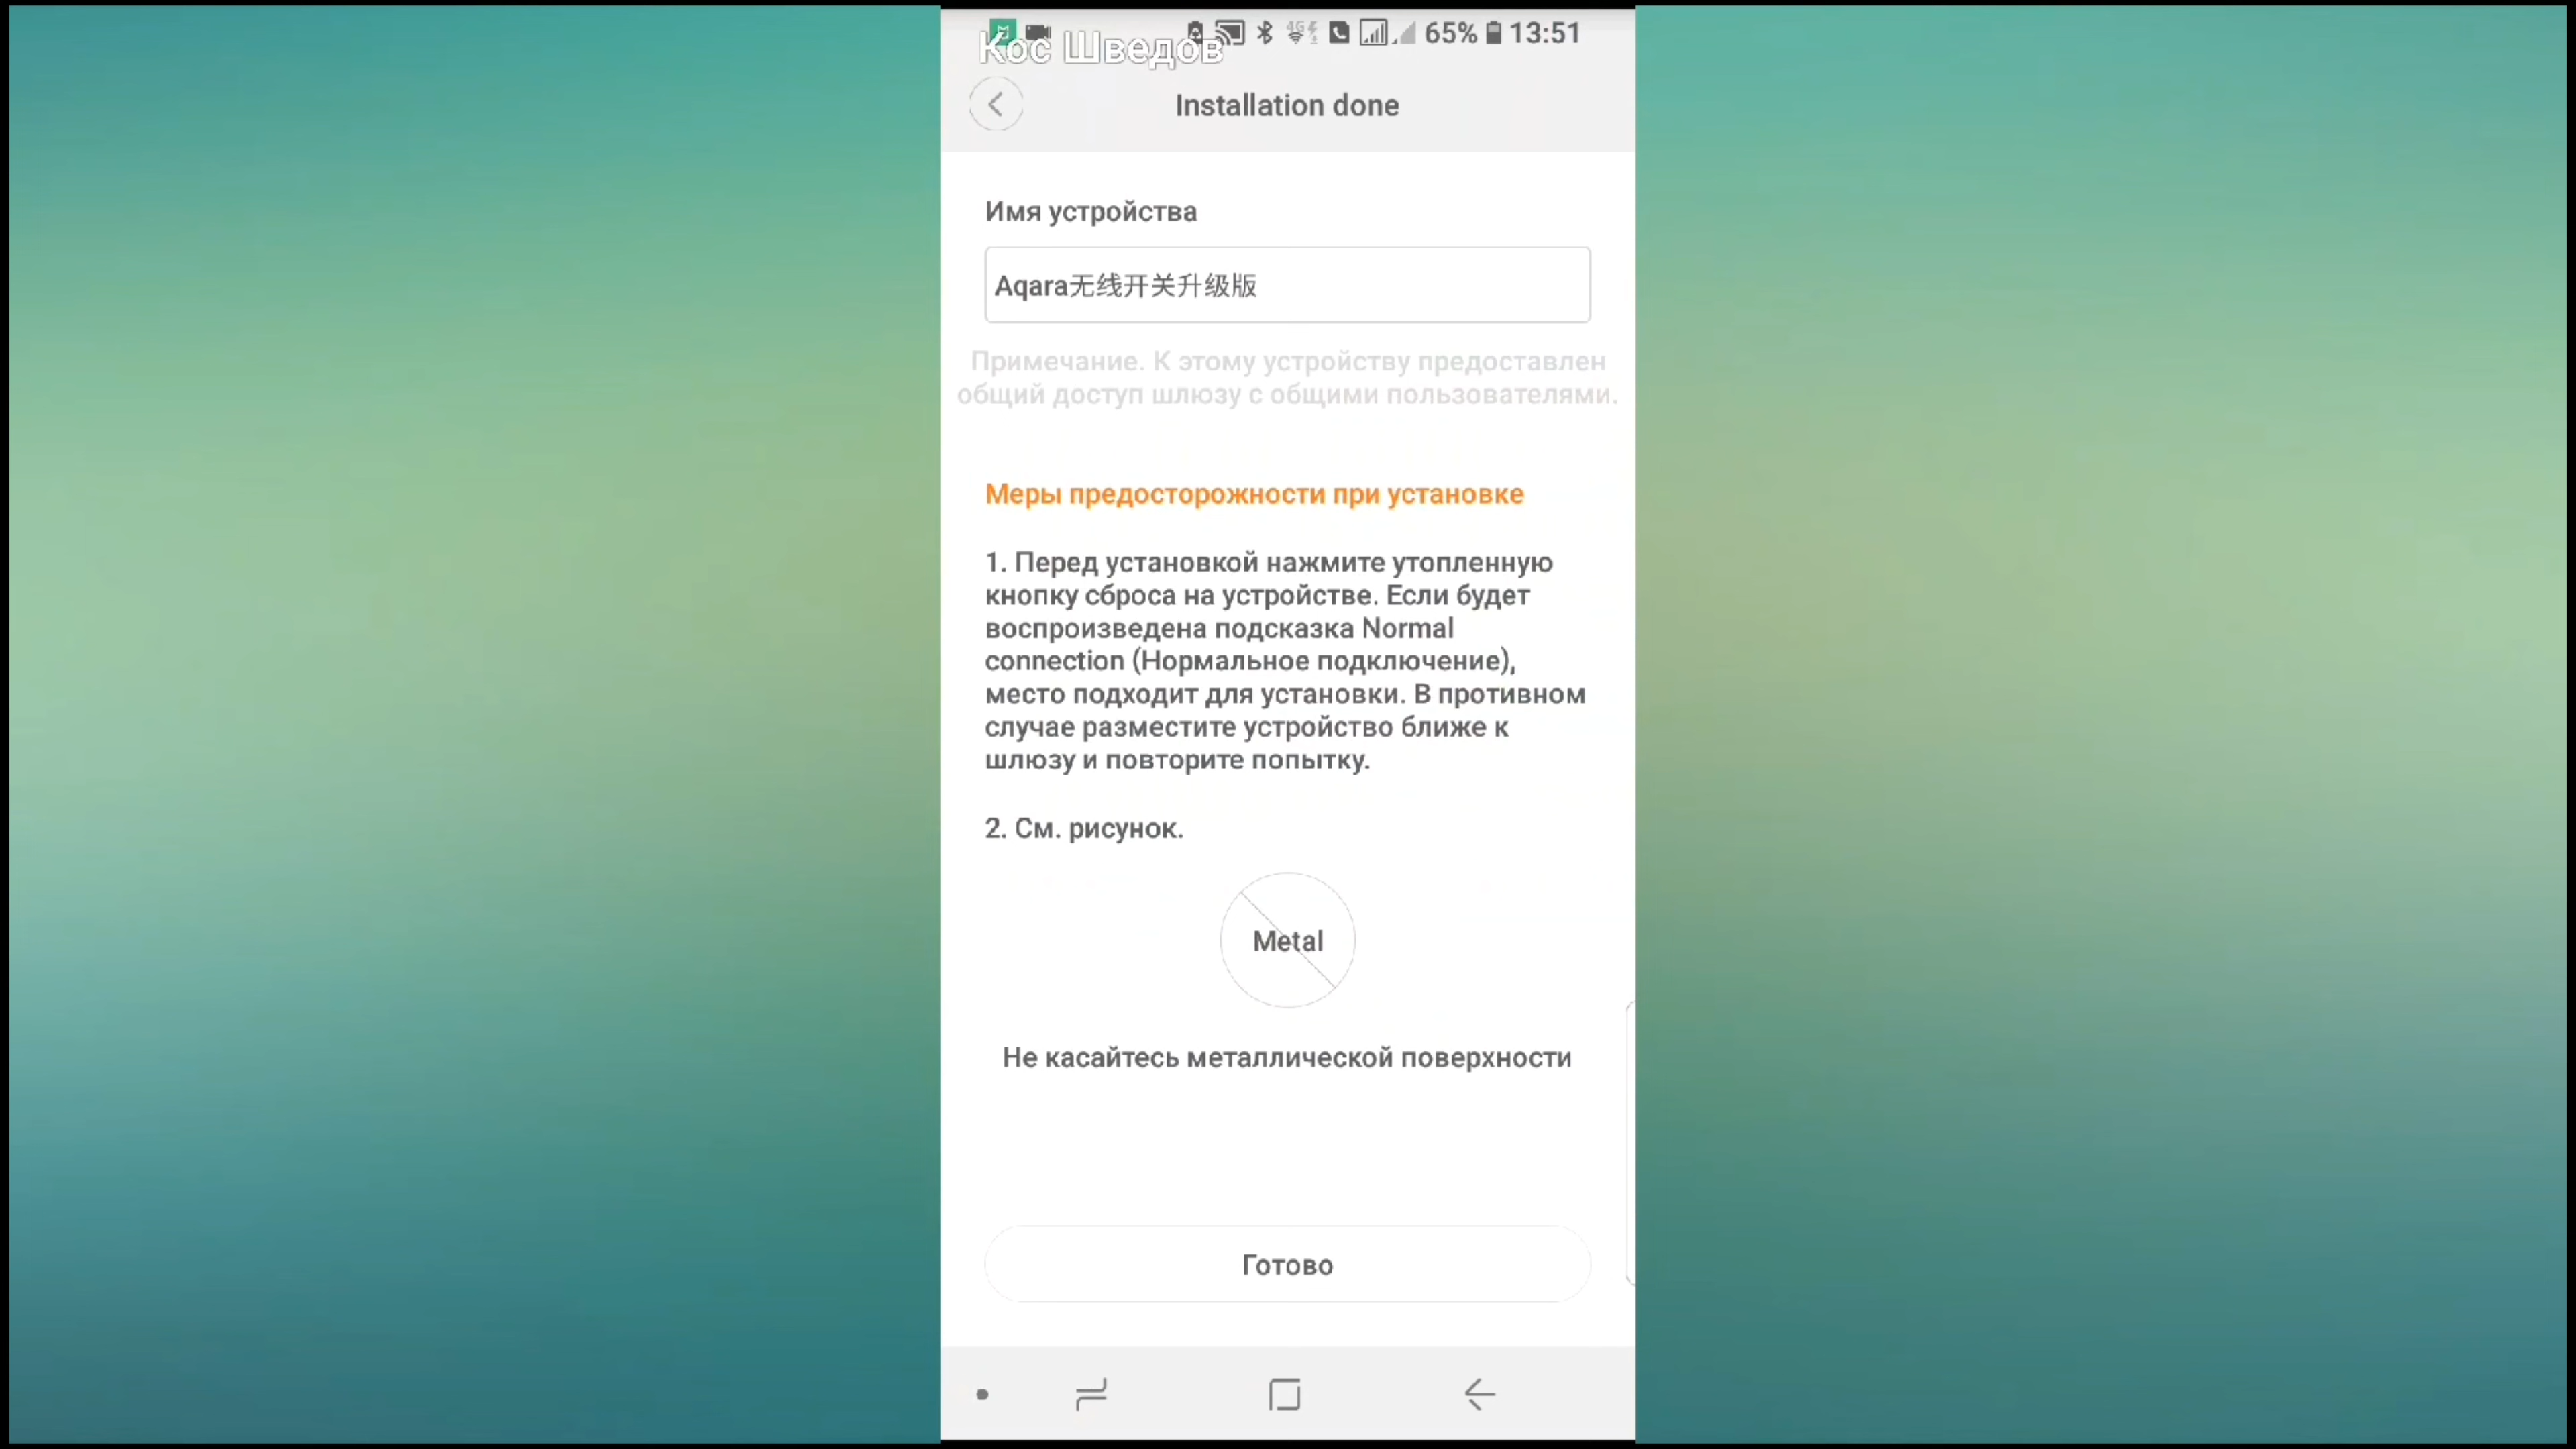 65% 13:51
Кос Шведов
Installation done
Имя устройства
Aqara无线开关升级版
Примечание. К этому устройству предоставлен
общий доступ шлюзу с общими пользователями.
Меры предосторожности при установке
1. Перед установкой нажмите утопленную
кнопку сброса на устройстве. Если будет
воспроизведена подсказка Normal
connection (Нормальное подключение),
место подходит для установки. В противном
случае разместите устройство ближе к
шлюзу и повторите попытку.
2. См. рисунок.
Metal
Не касайтесь металлической поверхности
Готово